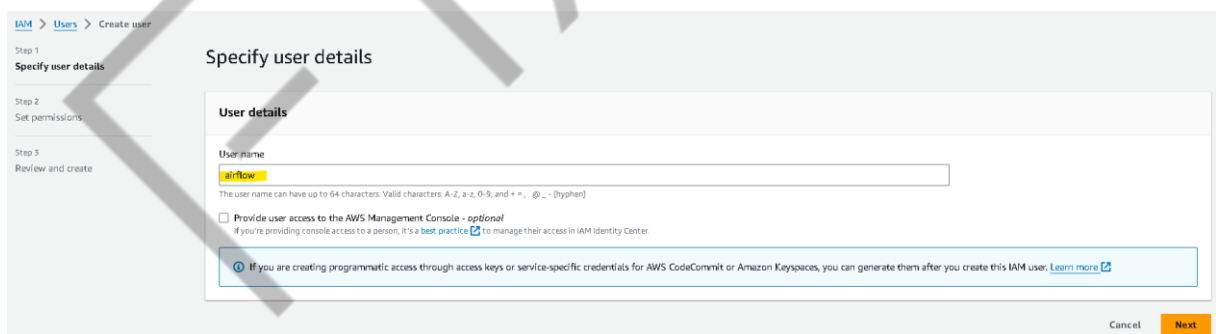 IAM > Users > Create user
Step 1
Specify user details
Step 2
Set permissions
Step 3
Review and create
Specify user details
User details
User name
airflow
The user name can have up to 64 characters. Valid characters: A-Z, a-z, 0-9, and + = , . @ _ - (hyphen)
Provide user access to the AWS Management Console - optional
If you're providing console access to a person, it's a best practice to manage their access in IAM Identity Center.
If you are creating programmatic access through access keys or service-specific credentials for AWS CodeCommit or Amazon Keyspaces, you can generate them after you create this IAM user. Learn more
Cancel
Next